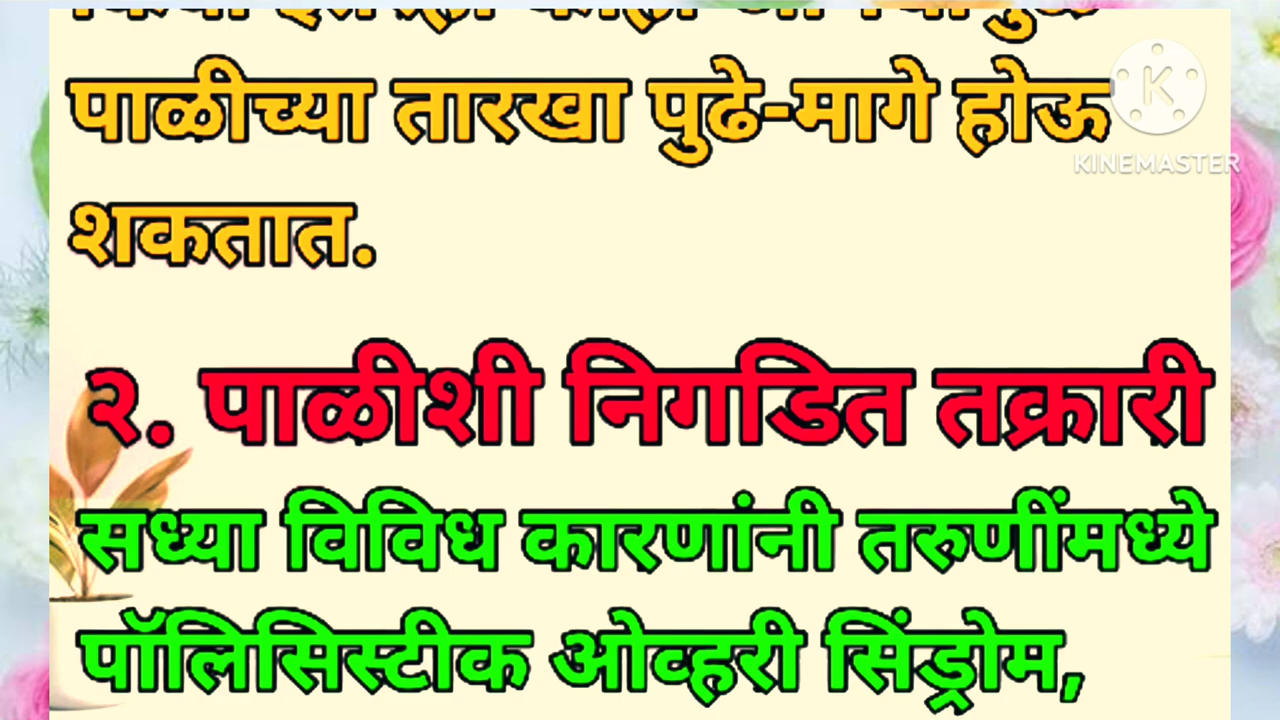 पाळीच्या तारखा पुढे-मागे होऊ
K
KINEMASTER
शकतात.
२. पाळीशी निगडित तक्रारी
सध्या विविध कारणांनी तरुणींमध्ये
पॉलिसिस्टीक ओव्हरी सिंड्रोम,